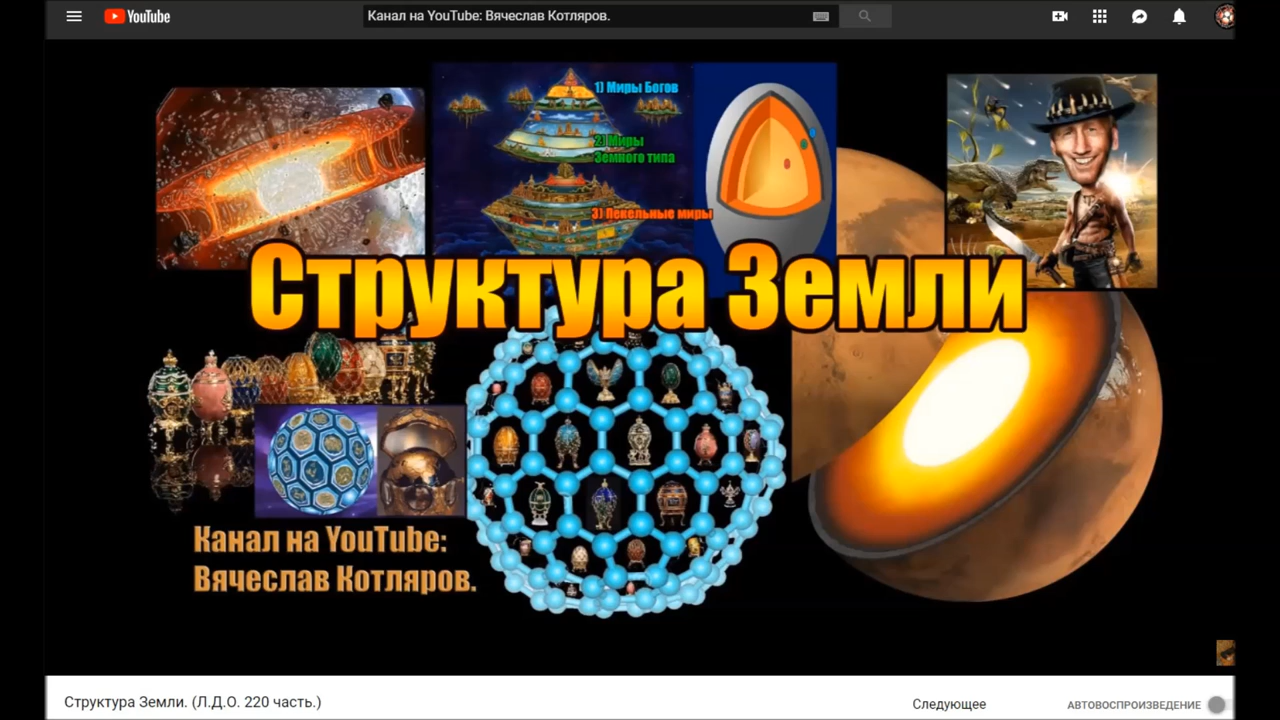 YouTube
Канал на YouTube: Вячеслав Котляров.
1) Миры Богов
2) Миры
Земного типа
3) Пекельные миры
Структура Земли
Канал на YouTube:
Вячеслав Котляров.
Структура Земли. (Л.Д.О. 220 часть.)
Следующее
АВТОВОСПРОИЗВЕДЕНИЕ